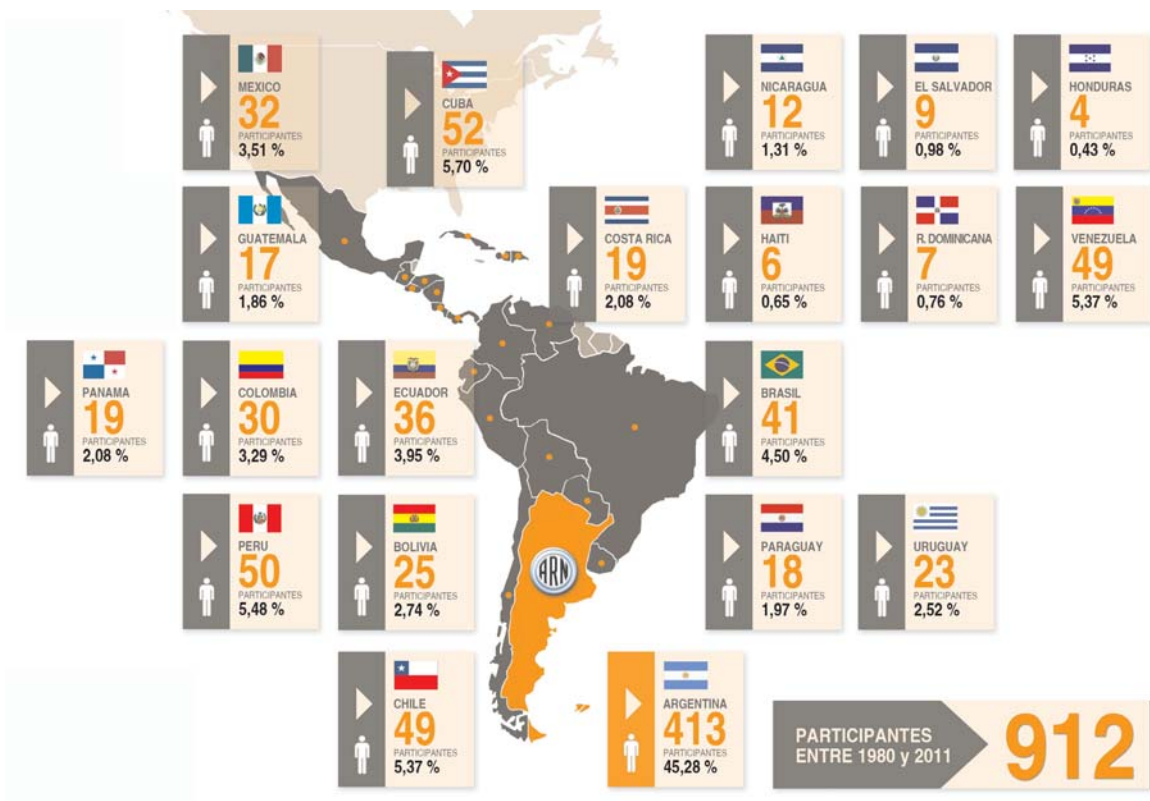 MEXICO
32
PARTICIPANTES
3,51 %
CUBA
52
PARTICIPANTES
5,70 %
NICARAGUA
12
PARTICIPANTES
1,31 %
EL SALVADOR
9
PARTICIPANTES
0,98 %
HONDURAS
4
PARTICIPANTES
0,43 %
GUATEMALA
17
PARTICIPANTES
1,86 %
COSTA RICA
19
PARTICIPANTES
2,08 %
HAITI
6
PARTICIPANTES
0,65 %
R. DOMINICANA
7
PARTICIPANTES
0,76 %
VENEZUELA
49
PARTICIPANTES
5,37 %
PANAMA
19
PARTICIPANTES
2,08 %
COLOMBIA
30
PARTICIPANTES
3,29 %
ECUADOR
36
PARTICIPANTES
3,95 %
BRASIL
41
PARTICIPANTES
4,50 %
PERU
50
PARTICIPANTES
5,48 %
BOLIVIA
25
PARTICIPANTES
2,74 %
ARN
PARAGUAY
18
PARTICIPANTES
1,97 %
URUGUAY
23
PARTICIPANTES
2,52 %
CHILE
49
PARTICIPANTES
5,37 %
ARGENTINA
413
PARTICIPANTES
45,28 %
PARTICIPANTES
ENTRE 1980 y 2011
912